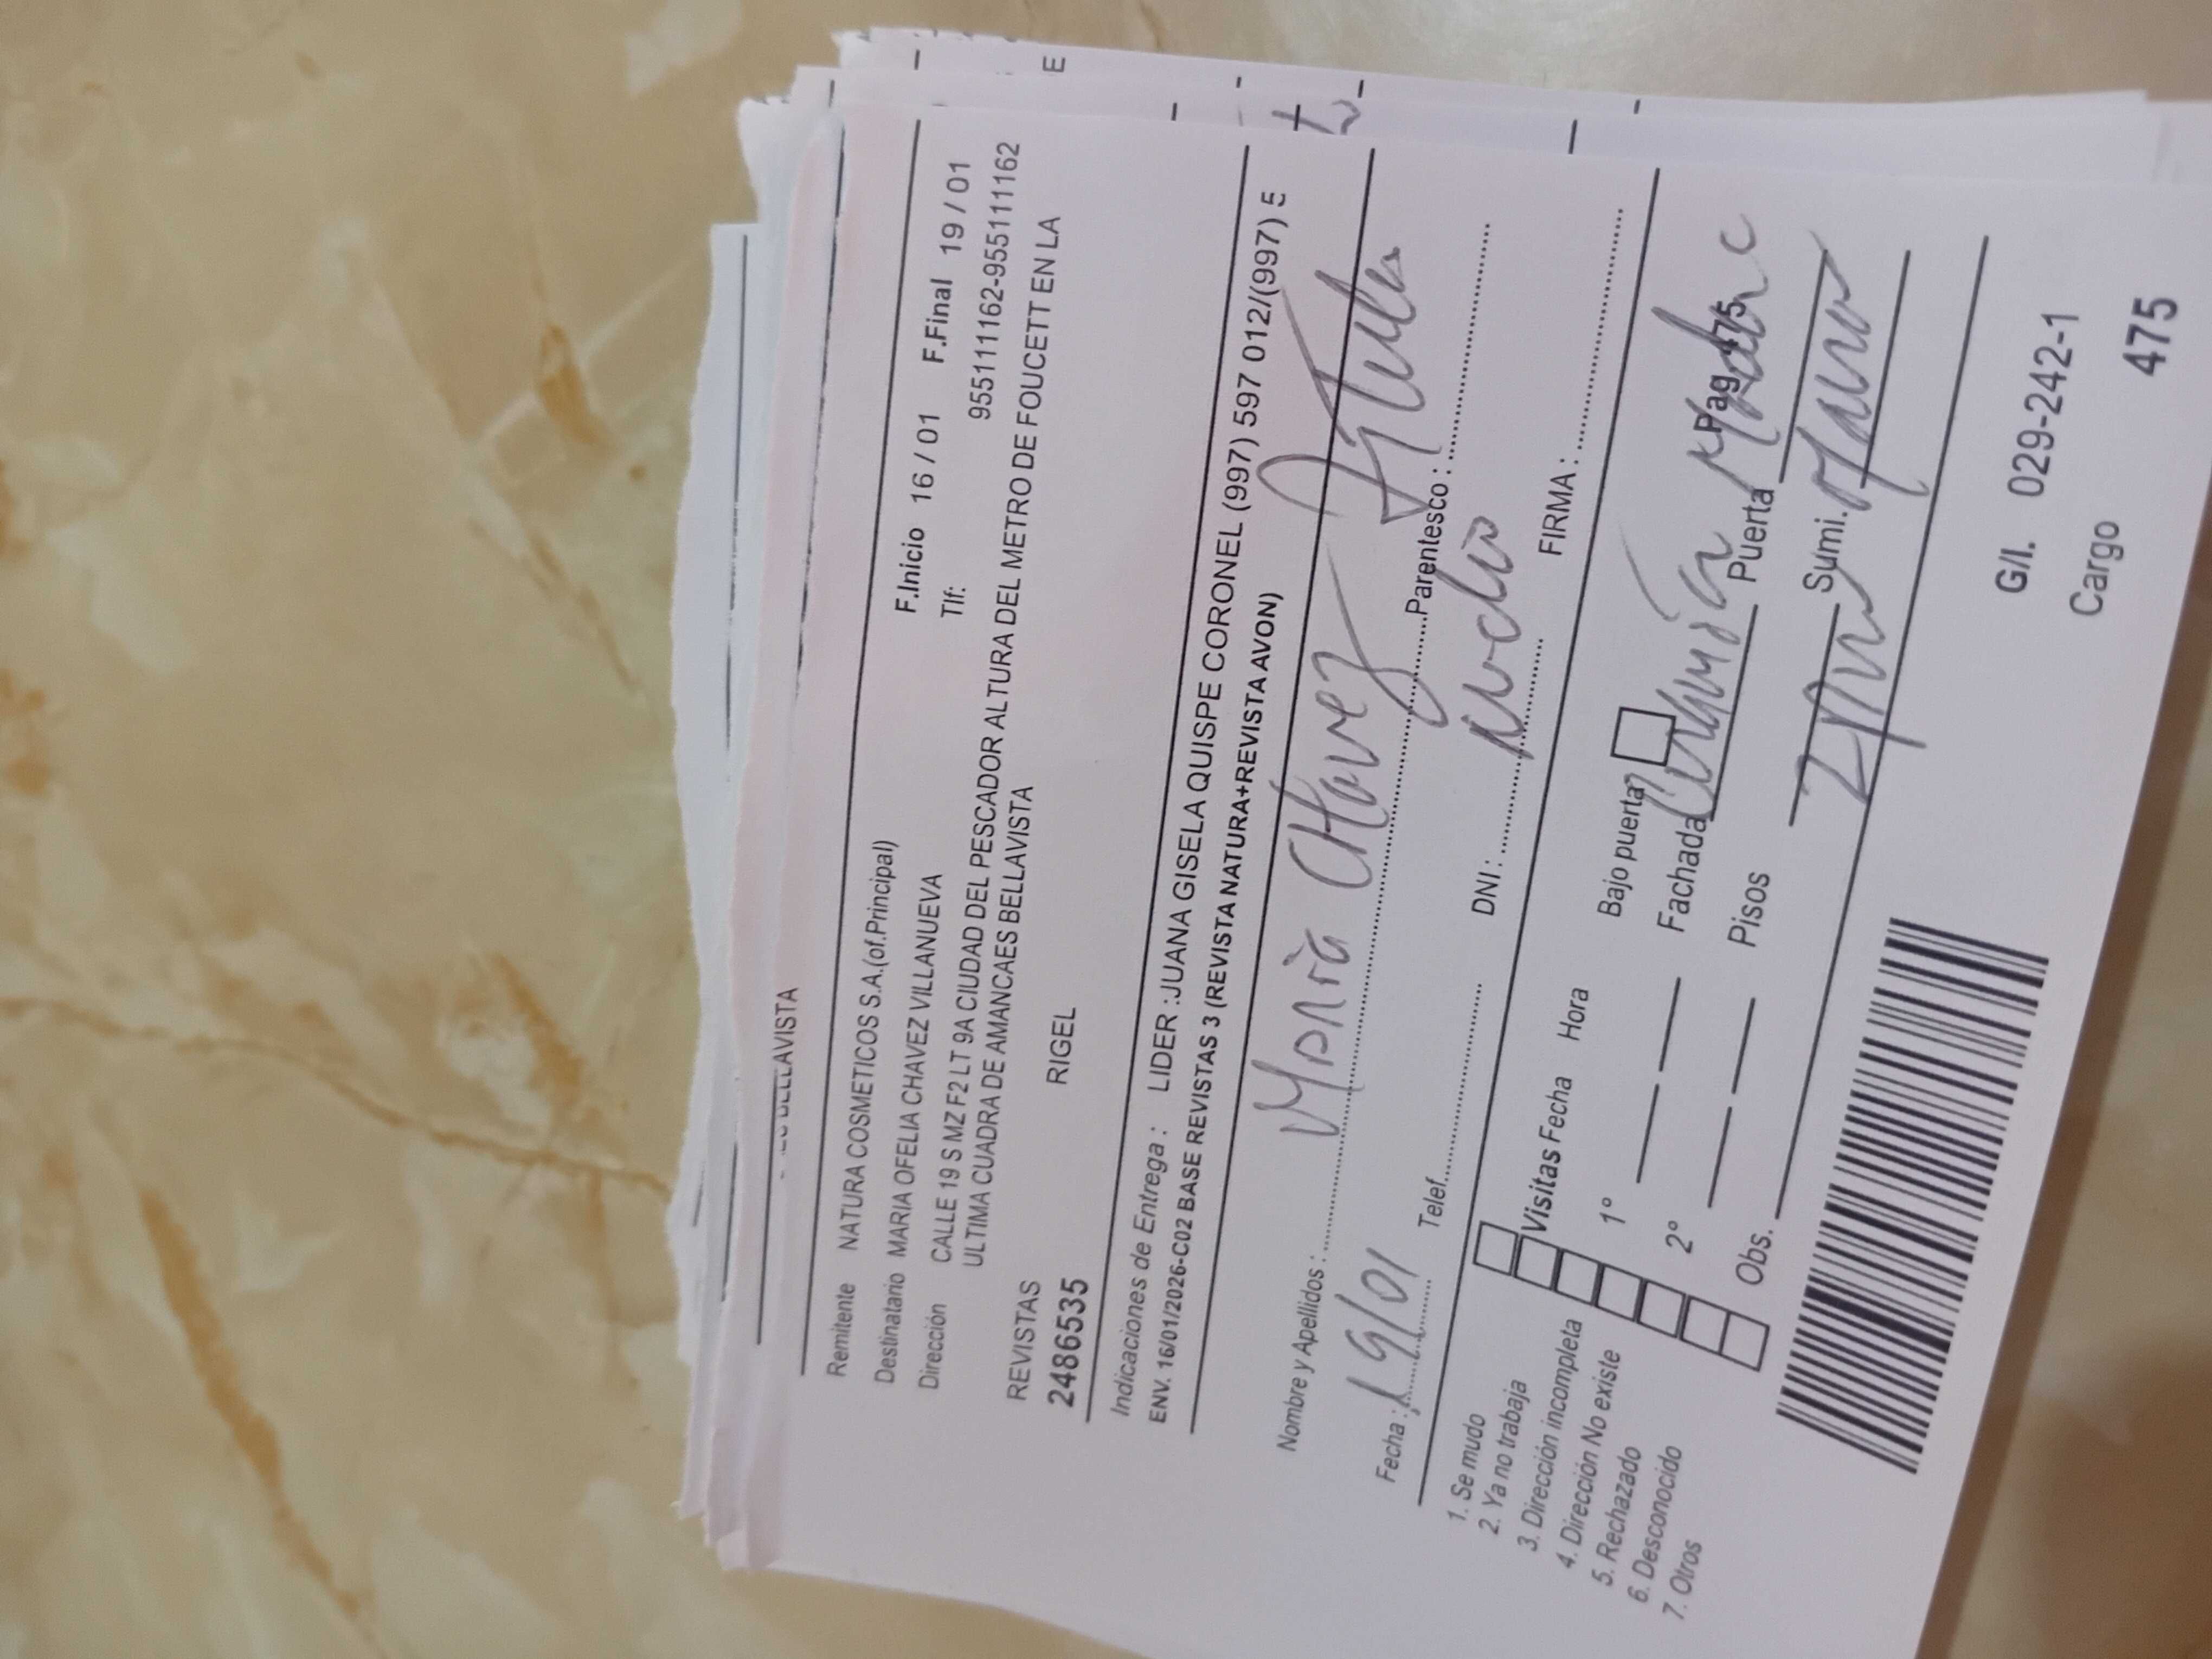 BELLAVISTA
Remitente NATURA COSMETICOS S.A.(of.Principal)
Destinatario MARIA OFELIA CHAVEZ VILLANUEVA F.Inicio 16 / 01 F.Final 19 / 01
Dirección CALLE 19 S MZ F2 LT 9A CIUDAD DEL PESCADOR ALTURA DEL METRO DE FOUCETT EN LA Tlf: 955111162-955111162
ULTIMA CUADRA DE AMANCAES BELLAVISTA
REVISTAS
2486535 RIGEL
E
Indicaciones de Entrega : LIDER :JUANA GISELA QUISPE CORONEL (997) 597 012/(997) 5
ENV. 16/01/2026-C02 BASE REVISTAS 3 (REVISTA NATURA+REVISTA AVON)
Nombre y Apellidos : Maria CHavez Parentesco : Titular
Fecha : 19/01 Telef. DNI : FIRMA :
1. Se mudo
2. Ya no trabaja
3. Dirección incompleta
4. Dirección No existe
5. Rechazado
6. Desconocido
7. Otros
Visitas Fecha Hora Bajo puerta
1° Fachada Puerta Pag. 475
2° Pisos Sumi.
Obs.
G/I. 029-242-1
Cargo
475